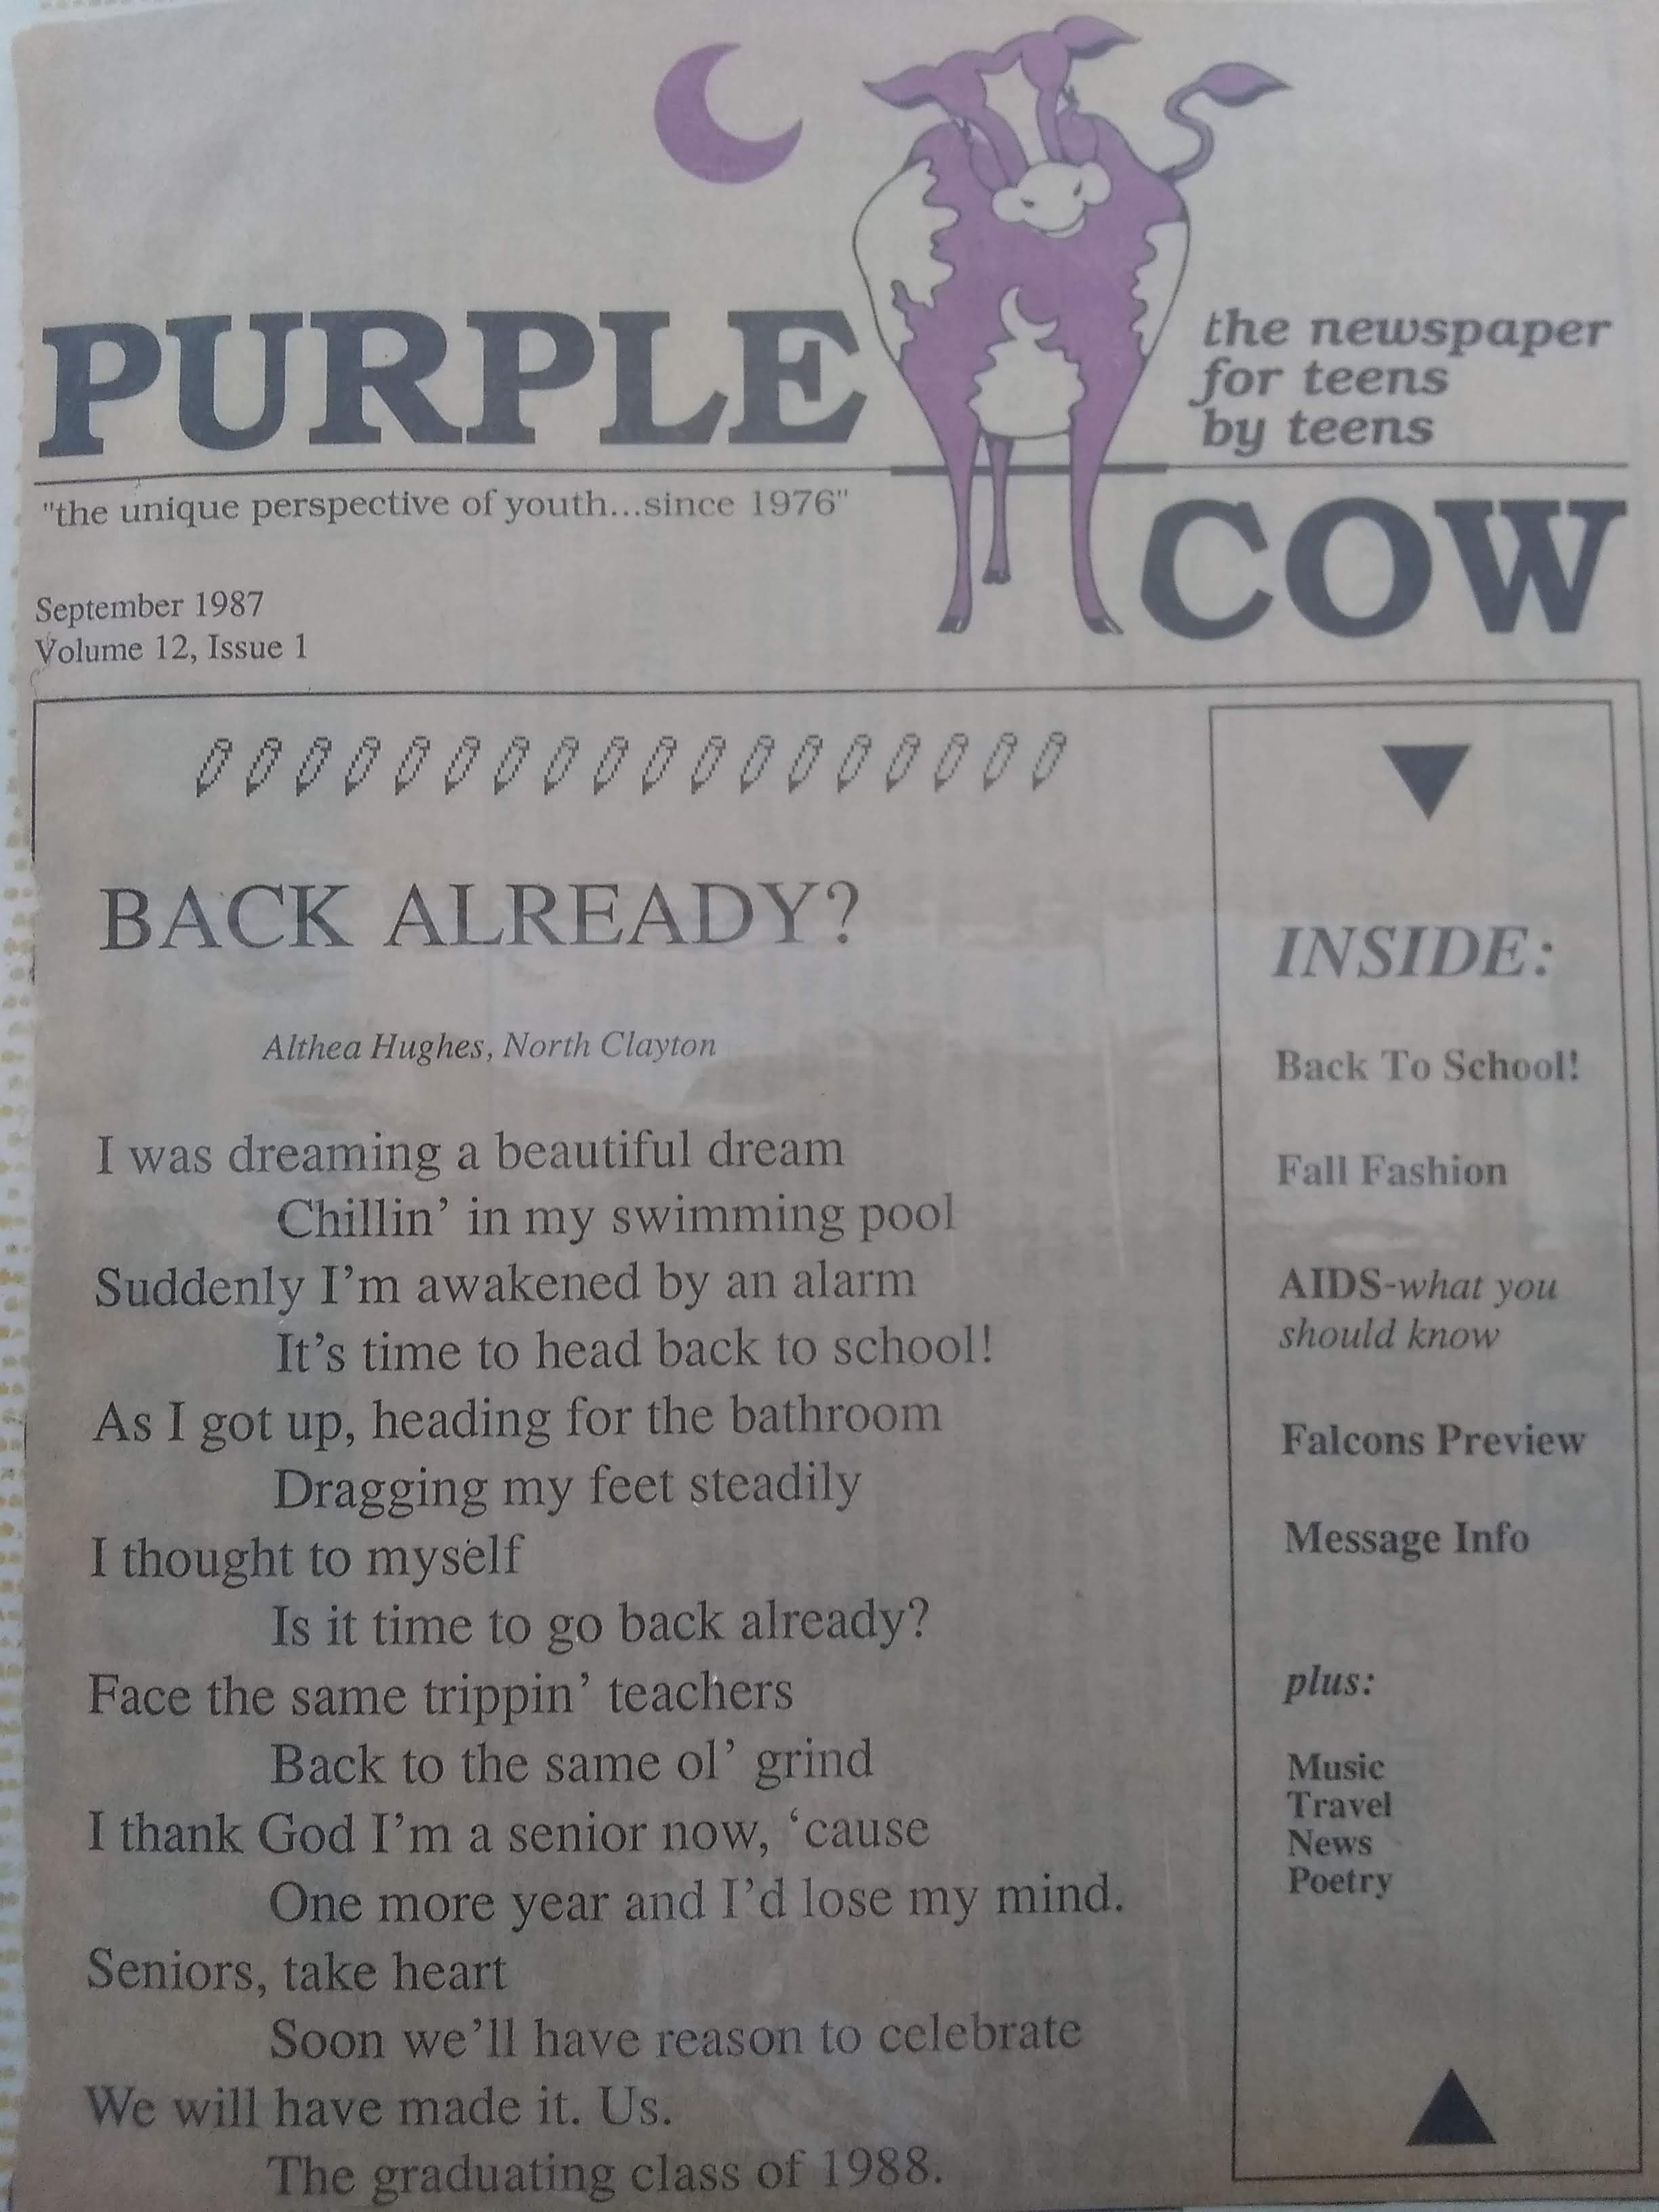 PURPLE
the newspaper
for teens
by teens
"the unique perspective of youth...since 1976"
COW
September 1987
Volume 12, Issue 1
BACK ALREADY?
Althea Hughes, North Clayton
I was dreaming a beautiful dream
Chillin’ in my swimming pool
Suddenly I’m awakened by an alarm
It’s time to head back to school!
As I got up, heading for the bathroom
Dragging my feet steadily
I thought to myself
Is it time to go back already?
Face the same trippin’ teachers
Back to the same ol’ grind
I thank God I’m a senior now, ‘cause
One more year and I’d lose my mind.
Seniors, take heart
Soon we’ll have reason to celebrate
We will have made it. Us.
The graduating class of 1988.
INSIDE:
Back To School!
Fall Fashion
AIDS-what you
should know
Falcons Preview
Message Info
plus:
Music
Travel
News
Poetry